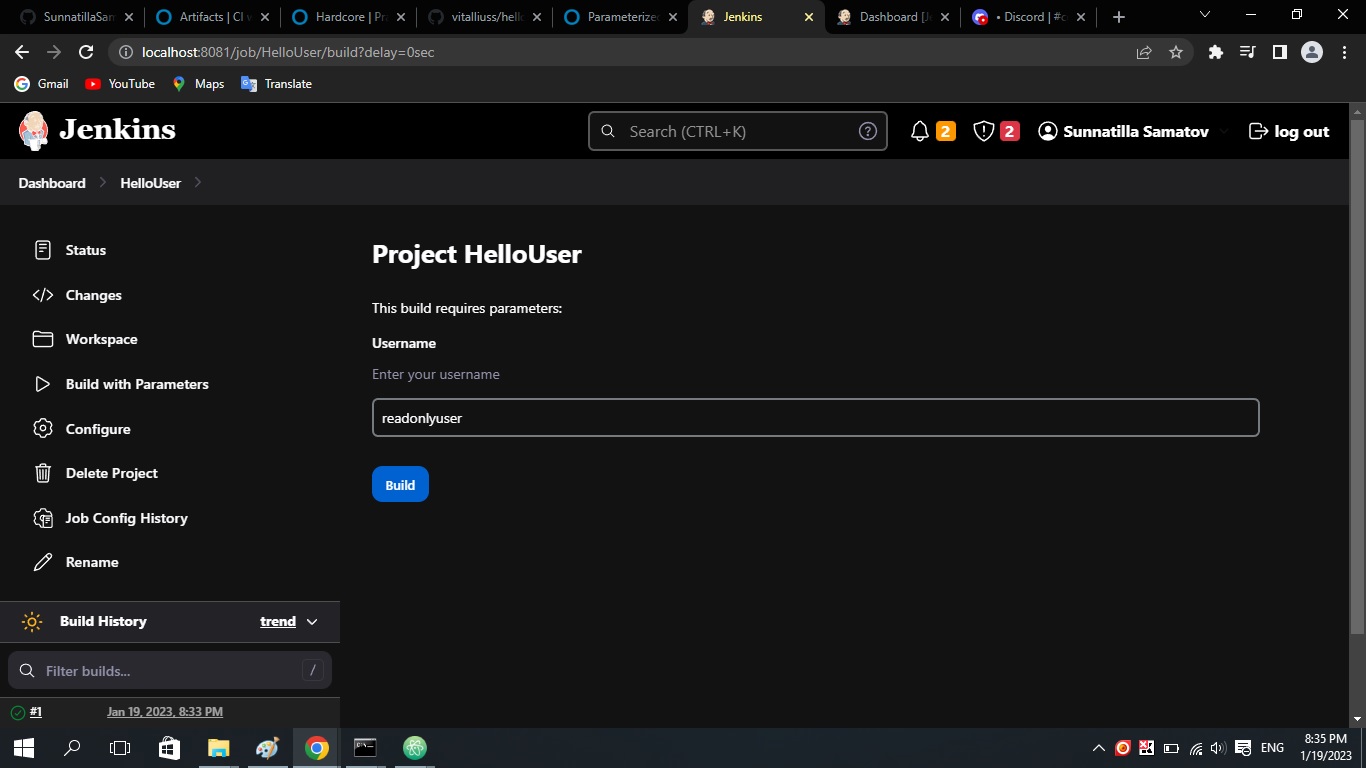 SunnatillaSam
Artifacts | CI w
Hardcore | Pra
vitalliuss/hello
Parameterized
Jenkins
Dashboard [J
• Discord | #c
localhost:8081/job/HelloUser/build?delay=0sec
Gmail
YouTube
Maps
Translate
Jenkins
Search (CTRL+K)
?
2
2
Sunnatilla Samatov
log out
Dashboard
HelloUser
Status
Changes
Workspace
Build with Parameters
Configure
Delete Project
Job Config History
Rename
Build History
trend
Filter builds...
/
#1
Jan 19, 2023, 8:33 PM
Project HelloUser
This build requires parameters:
Username
Enter your username
readonlyuser
Build
ENG
8:35 PM
1/19/2023